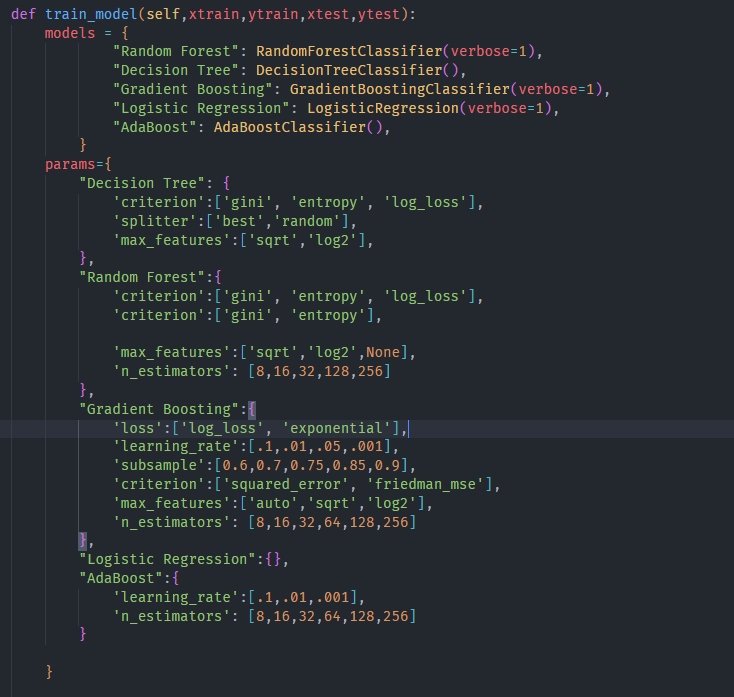 def train_model(self,xtrain,ytrain,xtest,ytest):
    models = {
            "Random Forest": RandomForestClassifier(verbose=1),
            "Decision Tree": DecisionTreeClassifier(),
            "Gradient Boosting": GradientBoostingClassifier(verbose=1),
            "Logistic Regression": LogisticRegression(verbose=1),
            "AdaBoost": AdaBoostClassifier(),
        }
    params={
        "Decision Tree": {
            'criterion':['gini', 'entropy', 'log_loss'],
            'splitter':['best','random'],
            'max_features':['sqrt','log2'],
        },
        "Random Forest":{
            'criterion':['gini', 'entropy', 'log_loss'],
            'criterion':['gini', 'entropy'],

            'max_features':['sqrt','log2',None],
            'n_estimators': [8,16,32,128,256]
        },
        "Gradient Boosting":{
            'loss':['log_loss', 'exponential'],
            'learning_rate':[.1,.01,.05,.001],
            'subsample':[0.6,0.7,0.75,0.85,0.9],
            'criterion':['squared_error', 'friedman_mse'],
            'max_features':['auto','sqrt','log2'],
            'n_estimators': [8,16,32,64,128,256]
        },
        "Logistic Regression":{},
        "AdaBoost":{
            'learning_rate':[.1,.01,.001],
            'n_estimators': [8,16,32,64,128,256]
        }

    }